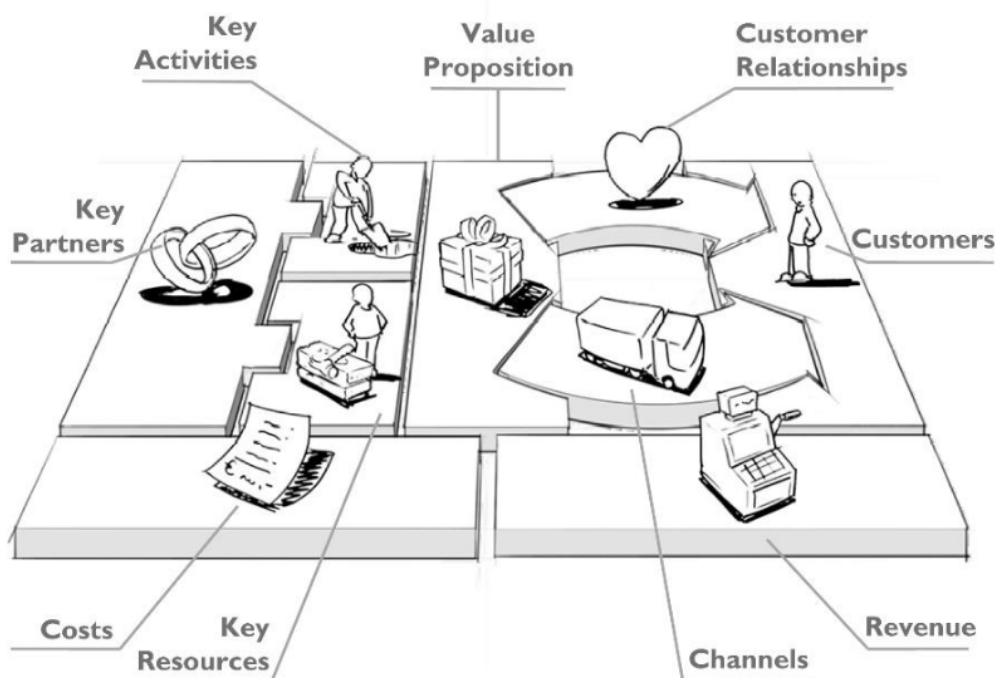 Key
Activities
Value
Proposition
Customer
Relationships
Key
Partners
Customers
Costs
Key
Resources
Channels
Revenue